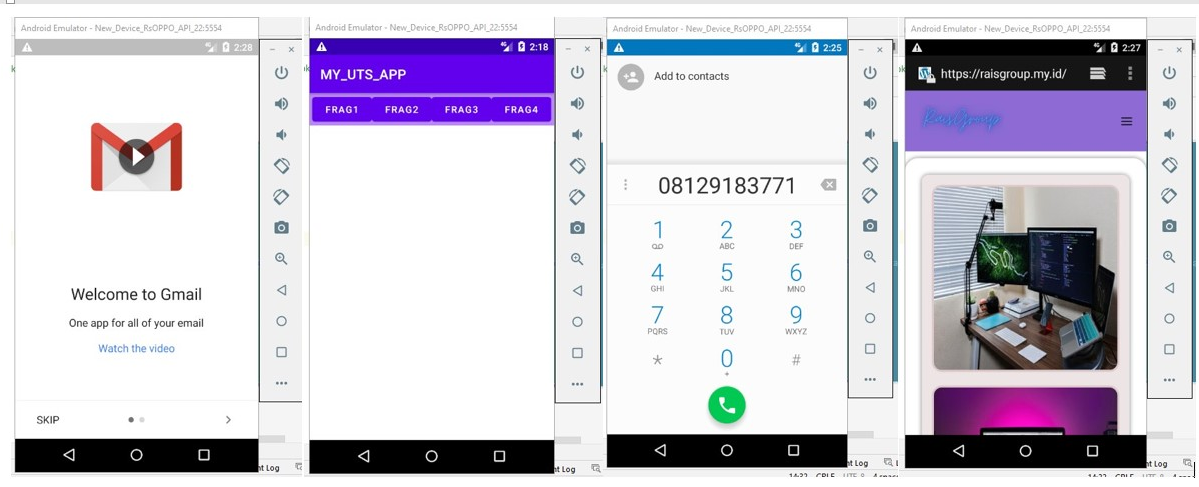 Android Emulator - New_Device_RsOPPO_API_22:5554
2:28
Welcome to Gmail
One app for all of your email
Watch the video
SKIP
nt Log
Android Emulator - New_Device_RsOPPO_API_22:5554
2:18
MY_UTS_APP
FRAG1 FRAG2 FRAG3 FRAG4
nt Log
Android Emulator - New_Device_RsOPPO_API_22:5554
2:25
Add to contacts
08129183771
1 2 3
ABC DEF
4 5 6
GHI JKL MNO
7 8 9
PQRS TUV WXYZ
* 0 #
+
nt Log
Android Emulator - New_Device_RsOPPO_API_22:5554
2:27
https://raisgroup.my.id/
RaisGroup
nt Log